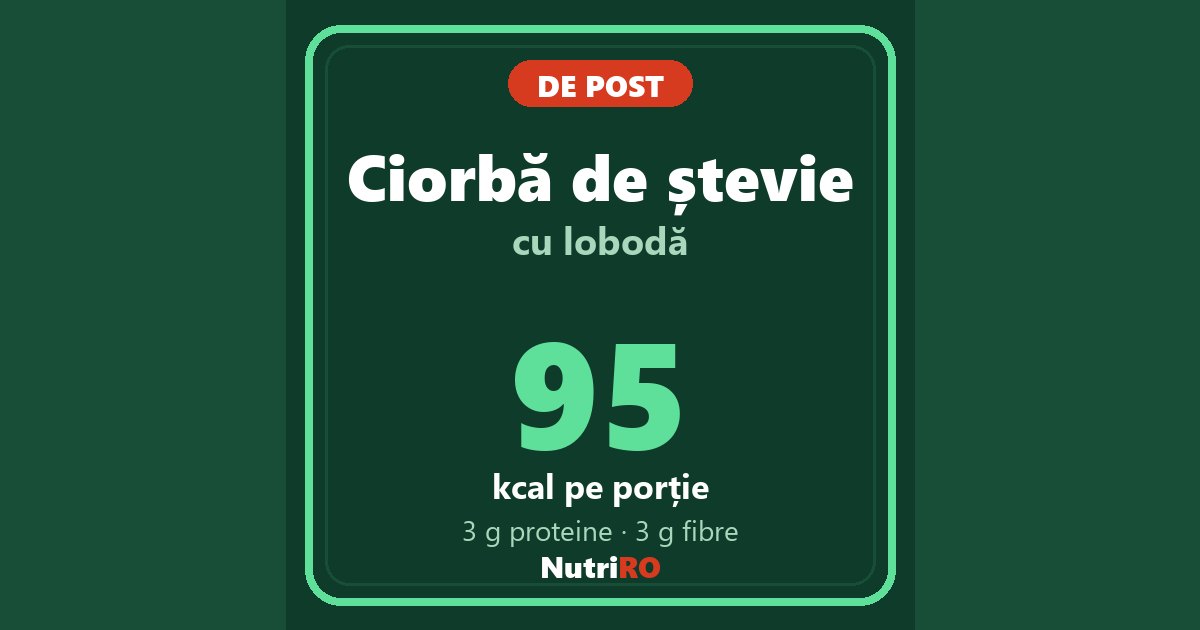 DE POST
Ciorbă de ștevie
cu lobodă
95
kcal pe porție
3 g proteine · 3 g fibre
NutriRO